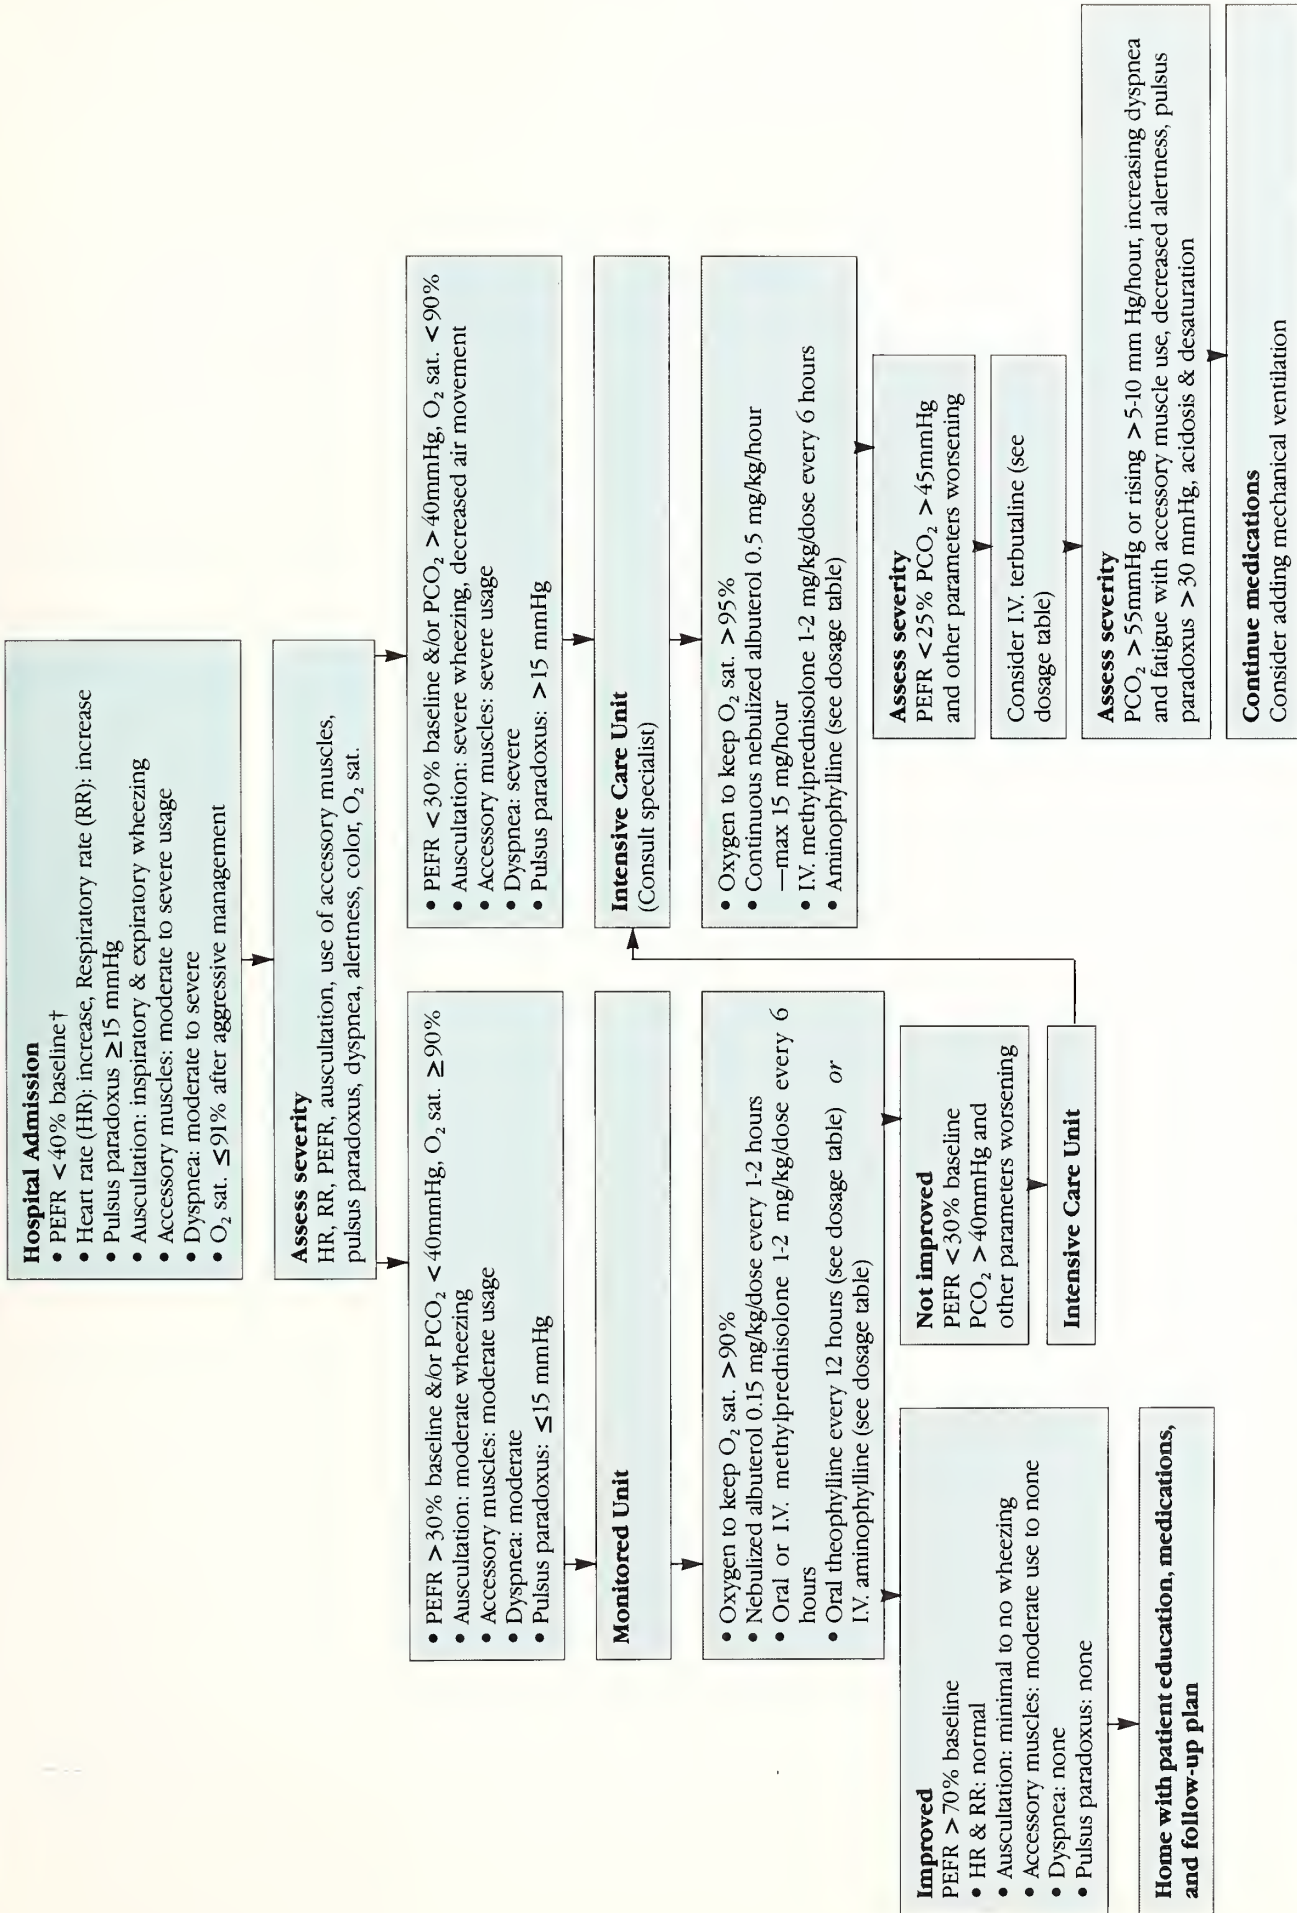 Hospital Admission
• PEFR <40% baseline†
• Heart rate (HR): increase, Respiratory rate (RR): increase
• Pulsus paradoxus ≥15 mmHg
• Auscultation: inspiratory & expiratory wheezing
• Accessory muscles: moderate to severe usage
• Dyspnea: moderate to severe
• O₂ sat. ≤91% after aggressive management
Assess severity
HR, RR, PEFR, auscultation, use of accessory muscles,
pulsus paradoxus, dyspnea, alertness, color, O₂ sat.
• PEFR >30% baseline &/or PCO₂ <40mmHg, O₂ sat. ≥90%
• Auscultation: moderate wheezing
• Accessory muscles: moderate usage
• Dyspnea: moderate
• Pulsus paradoxus: ≤15 mmHg
Monitored Unit
• Oxygen to keep O₂ sat. >90%
• Nebulized albuterol 0.15 mg/kg/dose every 1-2 hours
• Oral or I.V. methylprednisolone 1-2 mg/kg/dose every 6
hours
• Oral theophylline every 12 hours (see dosage table) or
I.V. aminophylline (see dosage table)
Improved
PEFR >70% baseline
• HR & RR: normal
• Auscultation: minimal to no wheezing
• Accessory muscles: moderate use to none
• Dyspnea: none
• Pulsus paradoxus: none
Home with patient education, medications,
and follow-up plan
Not improved
PEFR <30% baseline
PCO₂ >40mmHg and
other parameters worsening
Intensive Care Unit
• PEFR <30% baseline &/or PCO₂ >40mmHg, O₂ sat. <90%
• Auscultation: severe wheezing, decreased air movement
• Accessory muscles: severe usage
• Dyspnea: severe
• Pulsus paradoxus: >15 mmHg
Intensive Care Unit
(Consult specialist)
• Oxygen to keep O₂ sat. >95%
• Continuous nebulized albuterol 0.5 mg/kg/hour
—max 15 mg/hour
• I.V. methylprednisolone 1-2 mg/kg/dose every 6 hours
• Aminophylline (see dosage table)
Assess severity
PEFR <25% PCO₂ >45mmHg
and other parameters worsening
Consider I.V. terbutaline (see
dosage table)
Assess severity
PCO₂ >55mmHg or rising >5-10 mm Hg/hour, increasing dyspnea
and fatigue with accessory muscle use, decreased alertness, pulsus
paradoxus >30 mmHg, acidosis & desaturation
Continue medications
Consider adding mechanical ventilation